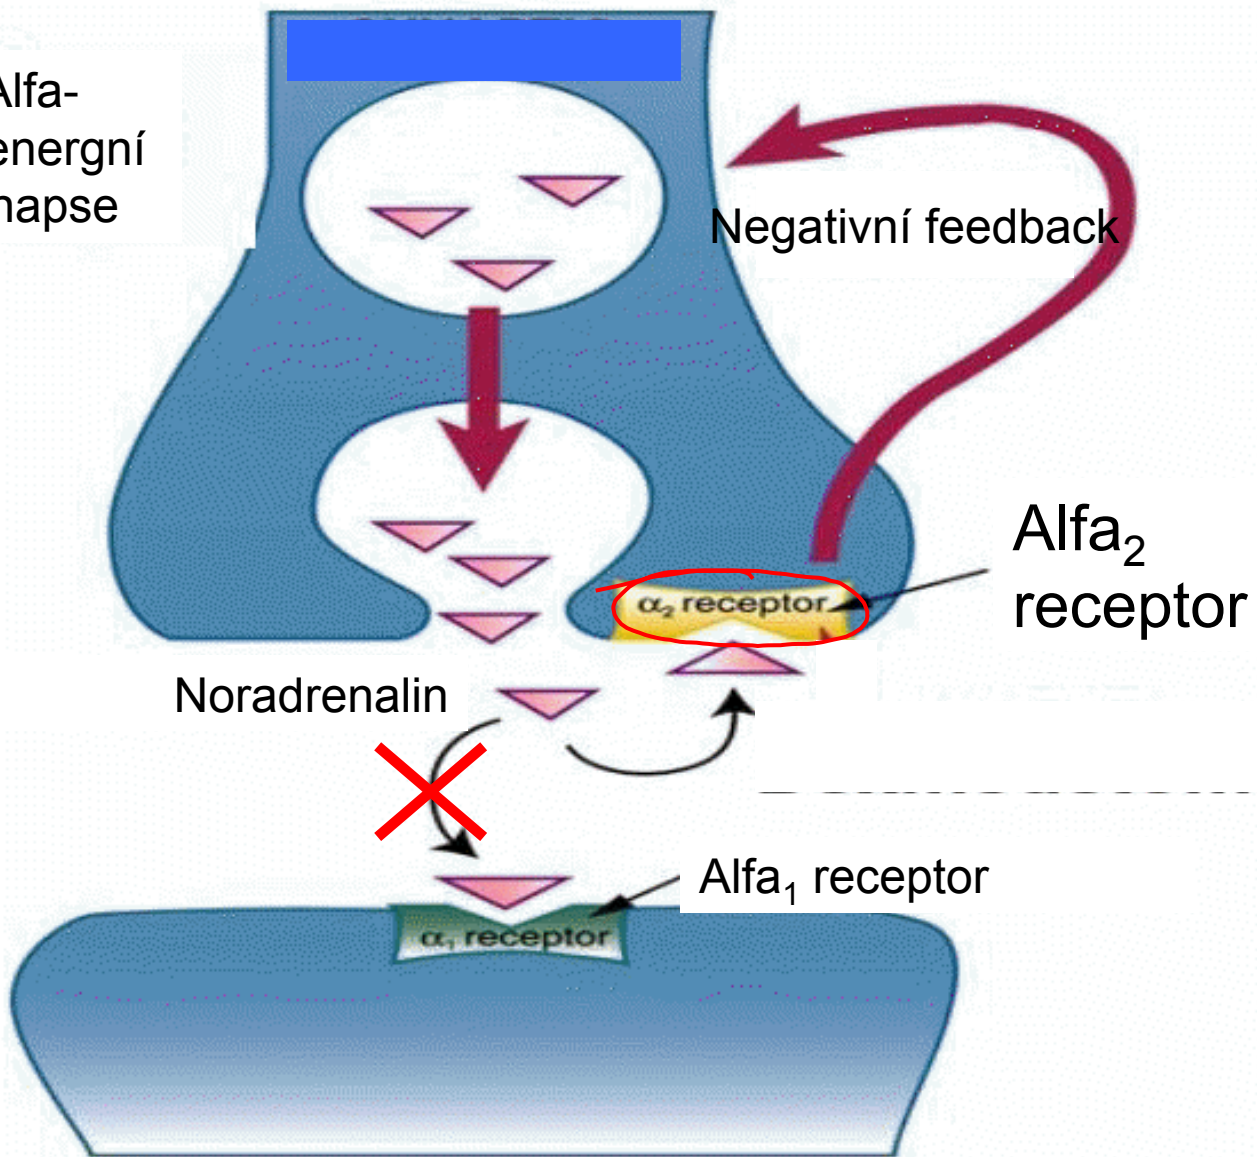 Alfa-
energní
napse
Negativní feedback
Alfa₂
receptor
α₂ receptor
Noradrenalin
Alfa₁ receptor
α₁ receptor